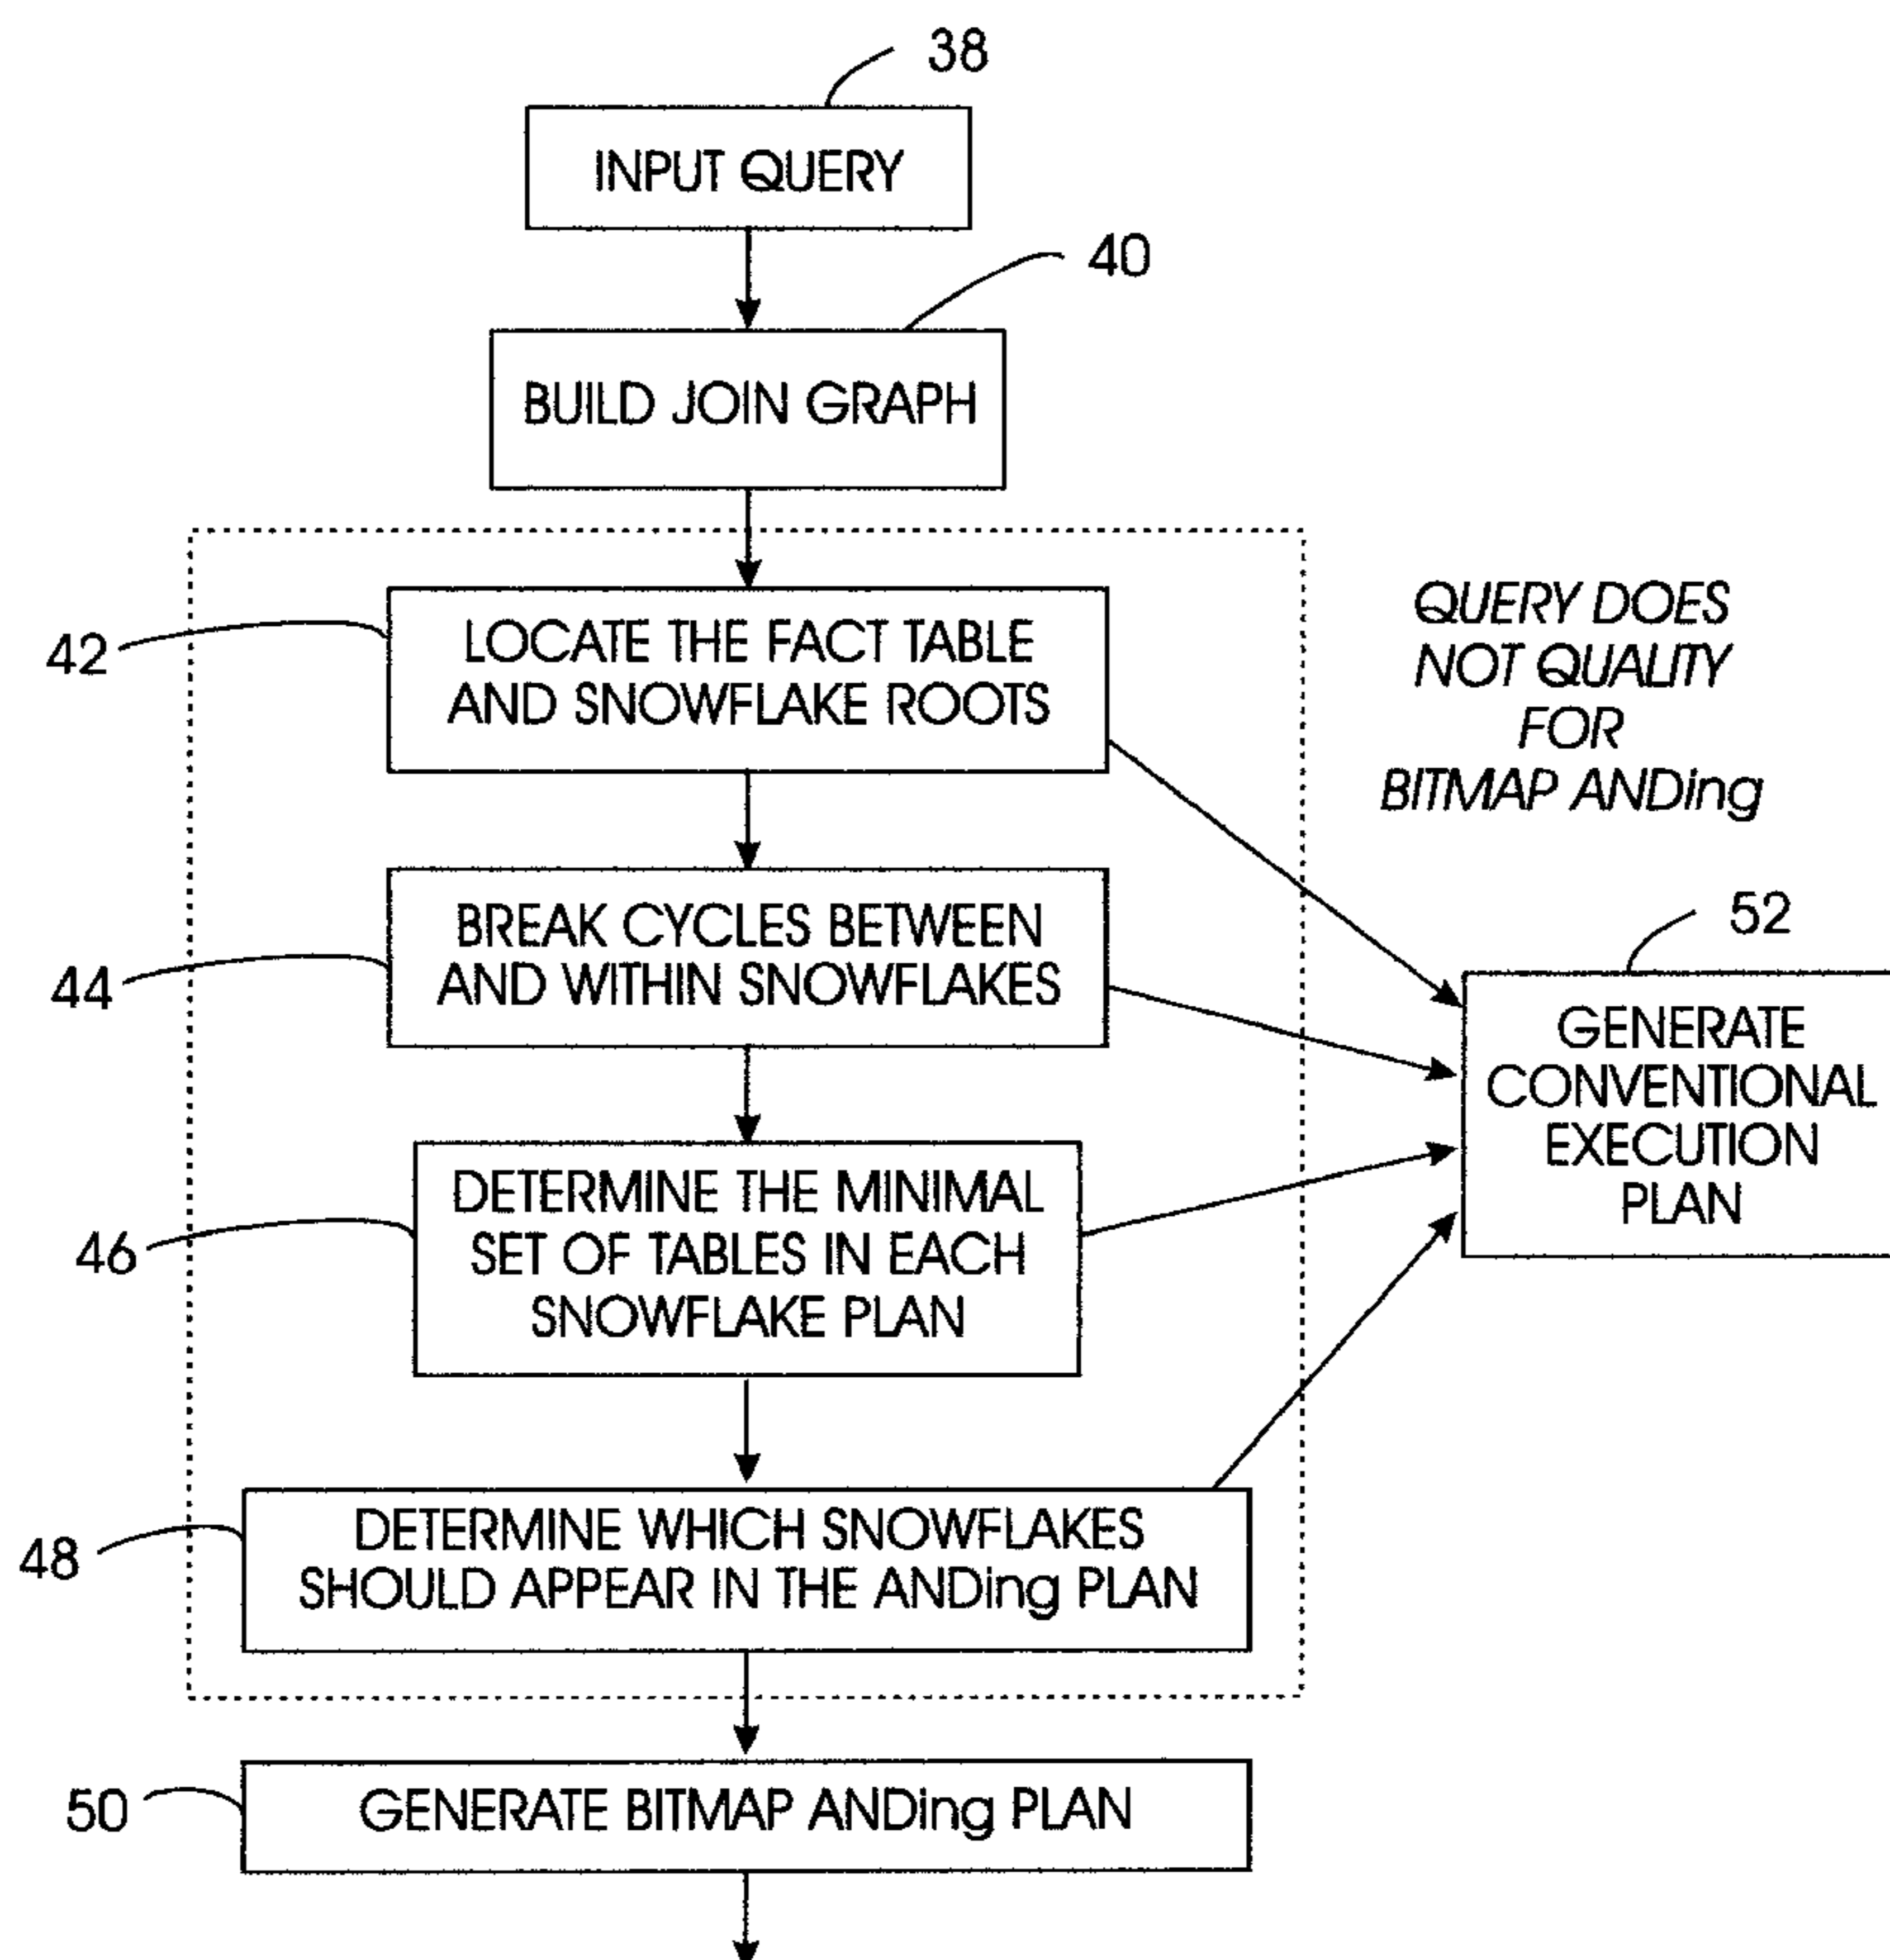 38
INPUT QUERY
40
BUILD JOIN GRAPH
42
LOCATE THE FACT TABLE
AND SNOWFLAKE ROOTS
QUERY DOES
NOT QUALITY
FOR
BITMAP ANDing
44
BREAK CYCLES BETWEEN
AND WITHIN SNOWFLAKES
52
GENERATE
CONVENTIONAL
EXECUTION
PLAN
46
DETERMINE THE MINIMAL
SET OF TABLES IN EACH
SNOWFLAKE PLAN
48
DETERMINE WHICH SNOWFLAKES
SHOULD APPEAR IN THE ANDing PLAN
50
GENERATE BITMAP ANDing PLAN